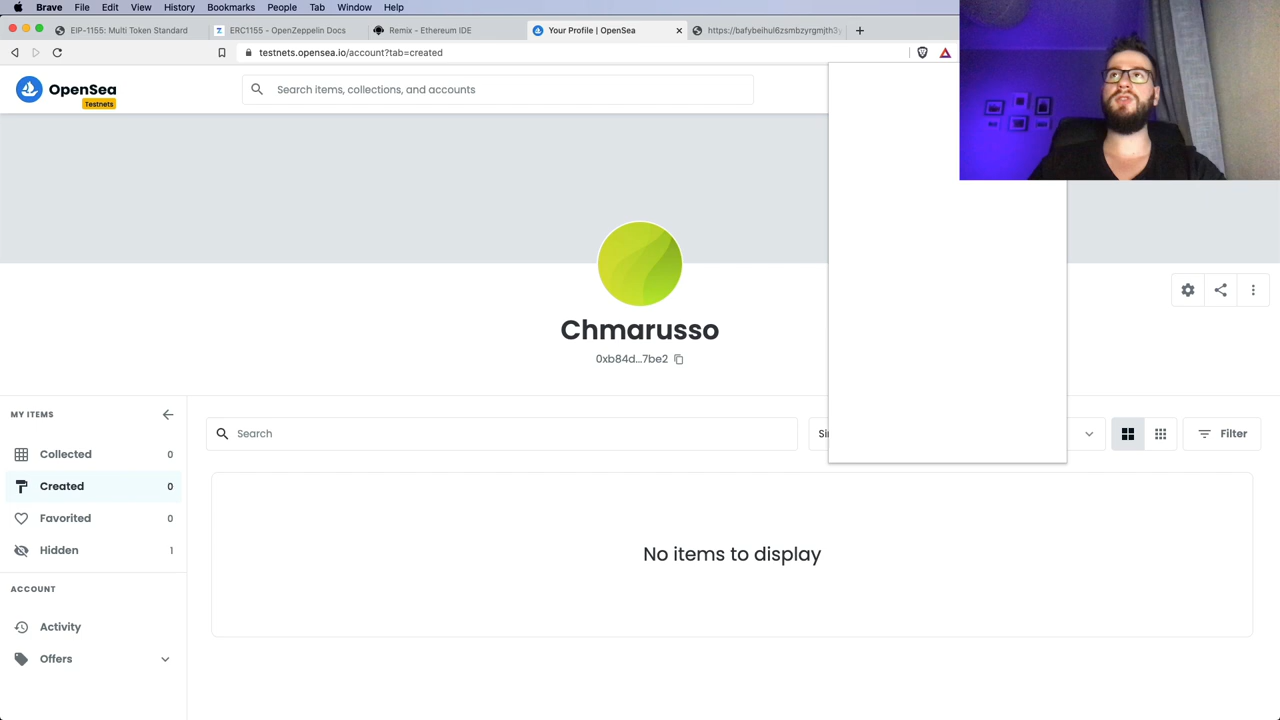 Brave File Edit View History Bookmarks People Tab Window Help
EIP-1155: Multi Token Standard
ERC1155 - OpenZeppelin Docs
Remix - Ethereum IDE
Your Profile | OpenSea
https://bafybeihul6zsmbzyrgmjth3y
testnets.opensea.io/account?tab=created
OpenSea
Testnets
Search items, collections, and accounts
Chmarusso
0xb84d...7be2
MY ITEMS
Collected 0
Created 0
Favorited 0
Hidden 1
ACCOUNT
Activity
Offers
Search
Filter
No items to display